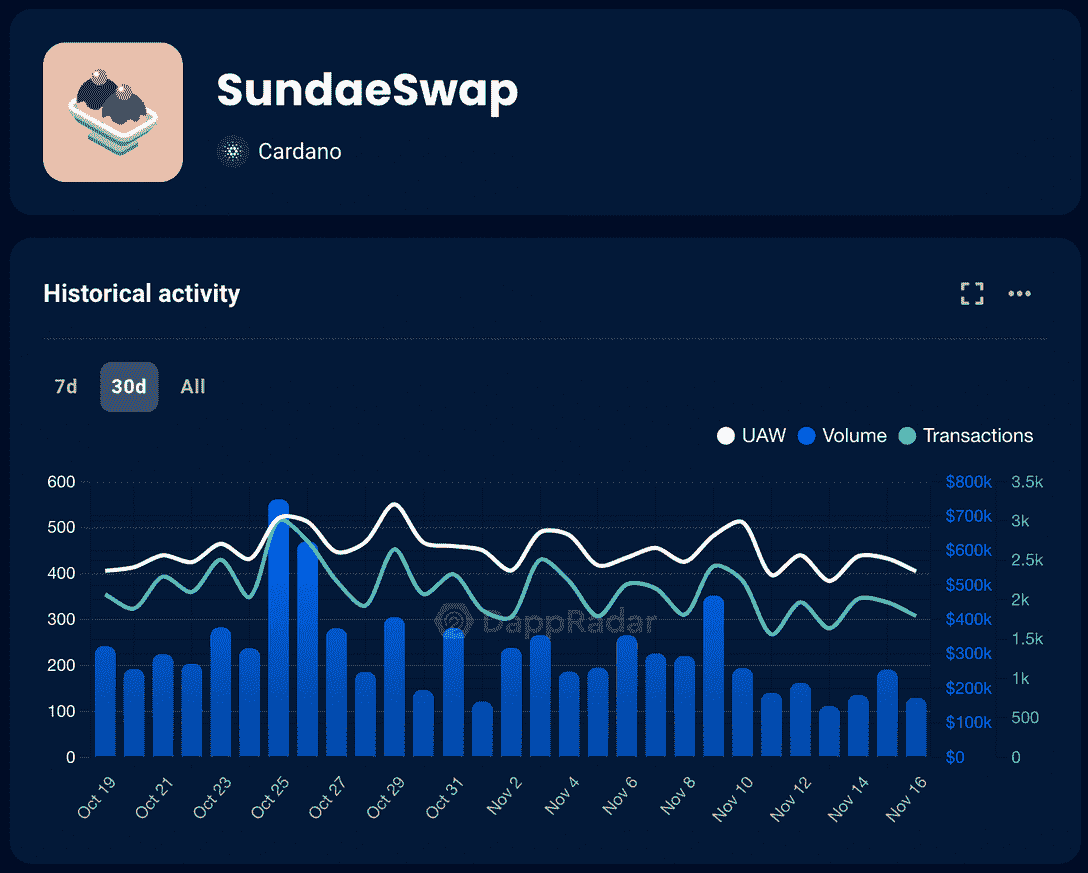 SundaeSwap
Cardano
Historical activity
7d 30d All
UAW Volume Transactions
600 $800k 3.5k
500 $700k 3k
400 $600k 2.5k
300 $500k 2k
200 $400k 1.5k
100 $300k 1k
0 $200k 500
$100k 0
$0
DappRadar
Oct 19 Oct 21 Oct 23 Oct 25 Oct 27 Oct 29 Oct 31 Nov 2 Nov 4 Nov 6 Nov 8 Nov 10 Nov 12 Nov 14 Nov 16